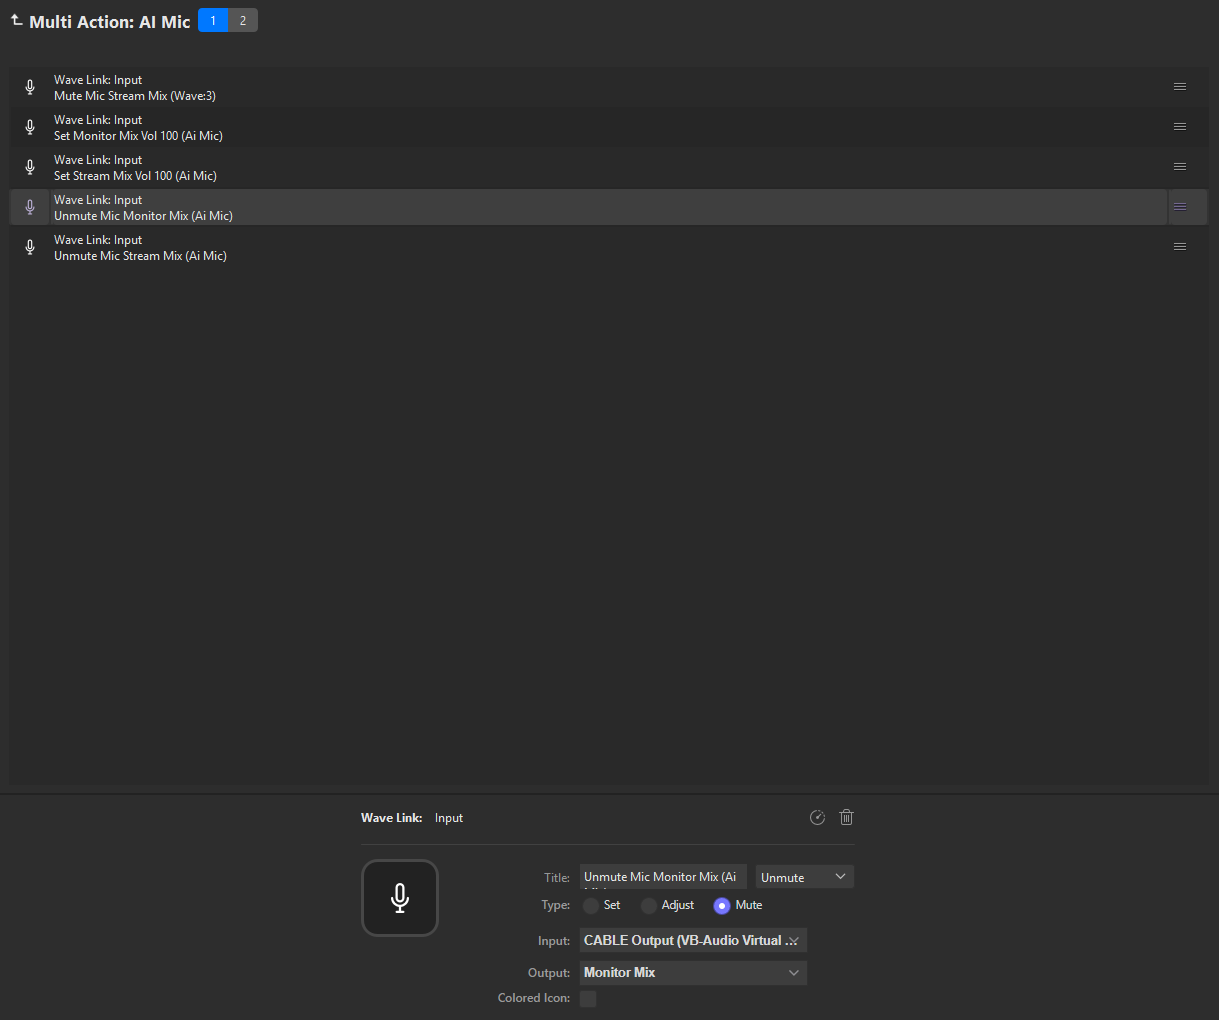 Multi Action: AI Mic 1 2
Wave Link: Input
Mute Mic Stream Mix (Wave:3)
Wave Link: Input
Set Monitor Mix Vol 100 (Ai Mic)
Wave Link: Input
Set Stream Mix Vol 100 (Ai Mic)
Wave Link: Input
Unmute Mic Monitor Mix (Ai Mic)
Wave Link: Input
Unmute Mic Stream Mix (Ai Mic)
Wave Link: Input
Title: Unmute Mic Monitor Mix (Ai Unmute
Type: Set Adjust Mute
Input: CABLE Output (VB-Audio Virtual ...
Output: Monitor Mix
Colored Icon: